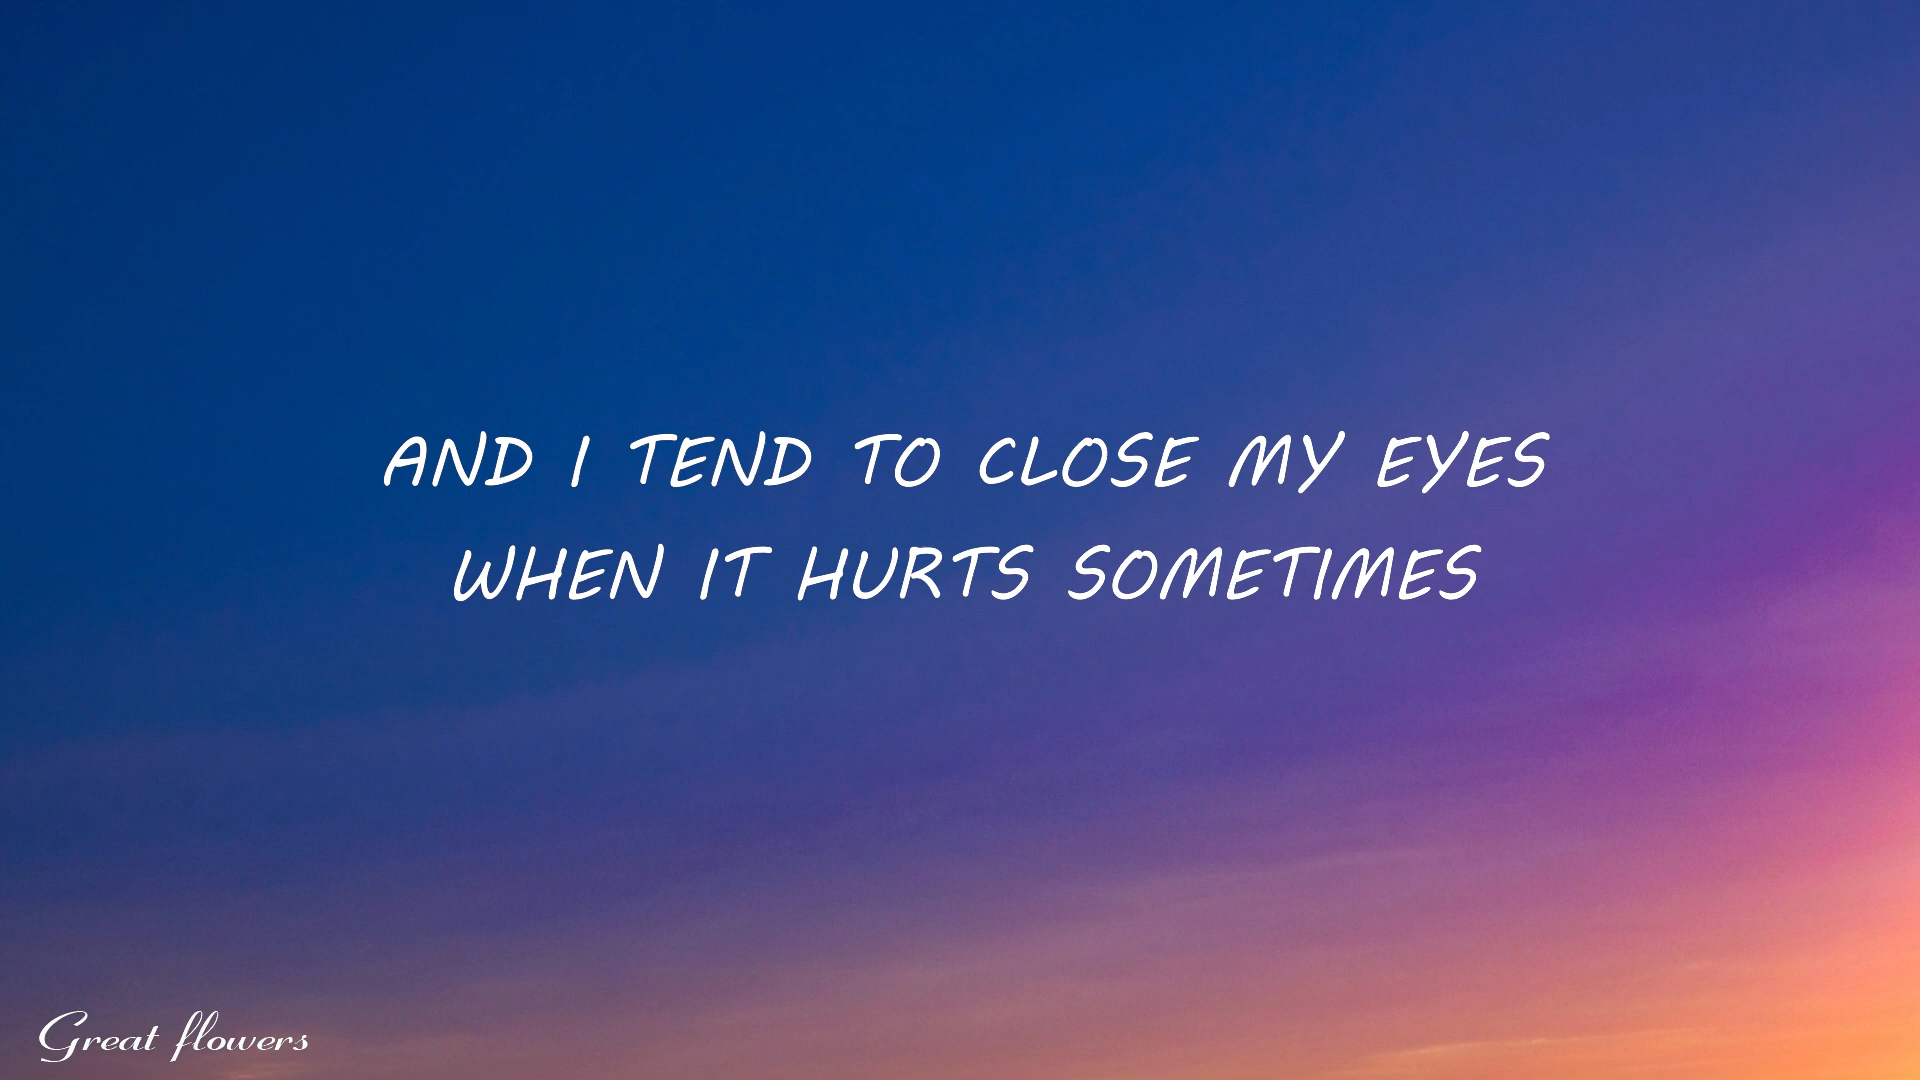 AND I TEND TO CLOSE MY EYES
WHEN IT HURTS SOMETIMES
Great flowers